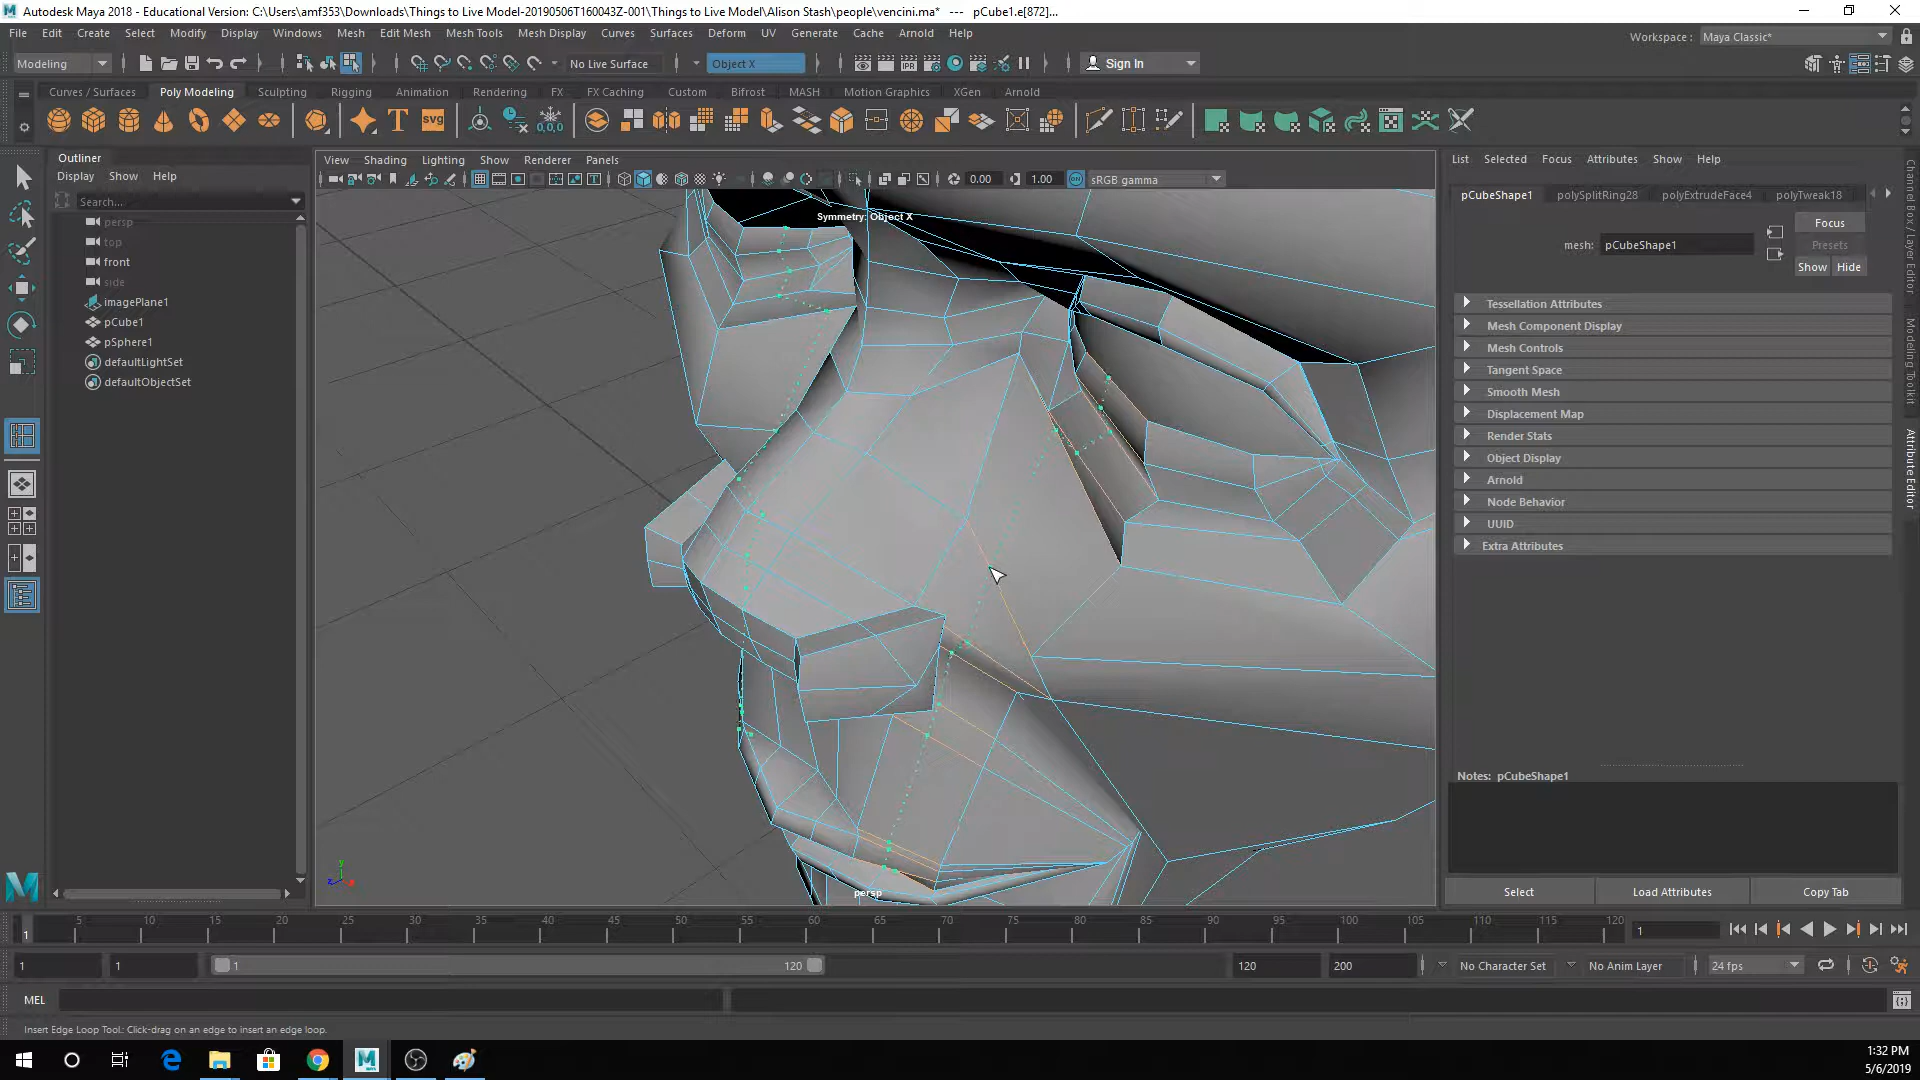 Autodesk Maya 2018 - Educational Version: C:\Users\amf353\Downloads\Things to Live Model-20190506T160043Z-001\Things to Live Model\Alison Stash\people\vencini.ma* --- pCube1.e[872]...
File Edit Create Select Modify Display Windows Mesh Edit Mesh Mesh Tools Mesh Display Curves Surfaces Deform UV Generate Cache Arnold Help
Workspace : Maya Classic*
Modeling No Live Surface Object X Sign In
Curves / Surfaces Poly Modeling Sculpting Rigging Animation Rendering FX FX Caching Custom Bifrost MASH Motion Graphics XGen Arnold
Outliner
Display Show Help
Search...
persp
top
front
side
imagePlane1
pCube1
pSphere1
defaultLightSet
defaultObjectSet
View Shading Lighting Show Renderer Panels
0.00 1.00 sRGB gamma
Symmetry: Object X
persp
List Selected Focus Attributes Show Help
pCubeShape1 polySplitRing28 polyExtrudeFace4 polyTweak18
Focus
mesh: pCubeShape1
Presets
Show Hide
Tessellation Attributes
Mesh Component Display
Mesh Controls
Tangent Space
Smooth Mesh
Displacement Map
Render Stats
Object Display
Arnold
Node Behavior
UUID
Extra Attributes
Notes: pCubeShape1
Select Load Attributes Copy Tab
Channel Box / Layer Editor
Modeling Toolkit
Attribute Editor
1 5 10 15 20 25 30 35 40 45 50 55 60 65 70 75 80 85 90 95 100 105 110 115 120 1
1 1 1 120 120 200 No Character Set No Anim Layer 24 fps
MEL
Insert Edge Loop Tool: Click-drag on an edge to insert an edge loop.
1:32 PM
5/6/2019